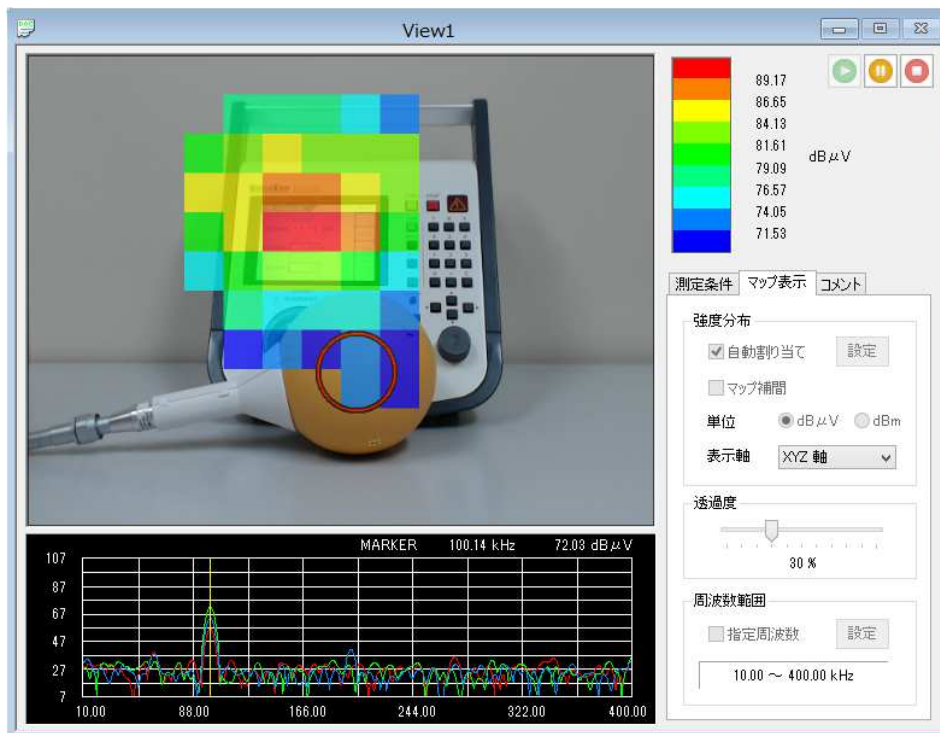 View1
89.17
86.65
84.13
81.61
79.09
76.57
74.05
71.53
dBμV
測定条件 マップ表示 コメント
強度分布
自動割り当て 設定
マップ補間
単位 dBμV dBm
表示軸 XYZ 軸
透過度
30 %
周波数範囲
指定周波数 設定
10.00 ～ 400.00 kHz
MARKER 100.14 kHz 72.03 dBμV
107
87
67
47
27
7
10.00 88.00 166.00 244.00 322.00 400.00